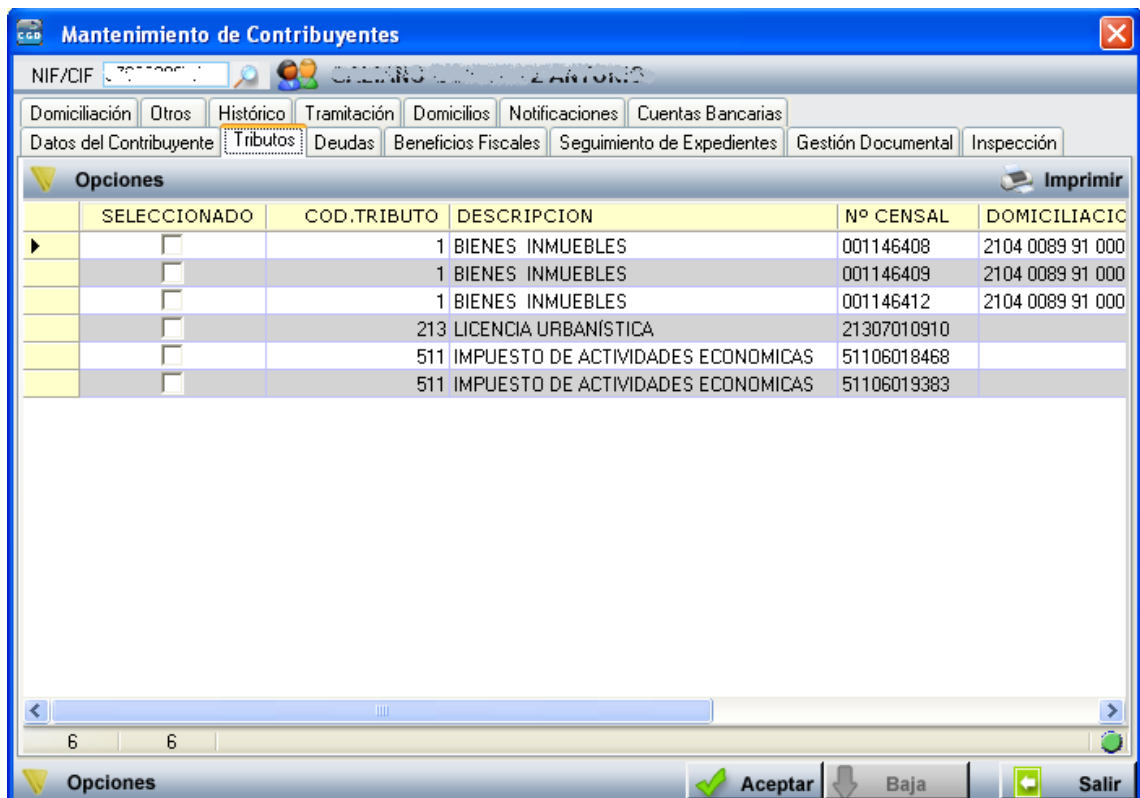 CGD Mantenimiento de Contribuyentes
NIF/CIF
Domiciliación Otros Histórico Tramitación Domicilios Notificaciones Cuentas Bancarias
Datos del Contribuyente Tributos Deudas Beneficios Fiscales Seguimiento de Expedientes Gestión Documental Inspección
Opciones Imprimir
SELECCIONADO COD.TRIBUTO DESCRIPCION Nº CENSAL DOMICILIACIO
1 BIENES INMUEBLES 001146408 2104 0089 91 000
1 BIENES INMUEBLES 001146409 2104 0089 91 000
1 BIENES INMUEBLES 001146412 2104 0089 91 000
213 LICENCIA URBANÍSTICA 21307010910
511 IMPUESTO DE ACTIVIDADES ECONOMICAS 51106018468
511 IMPUESTO DE ACTIVIDADES ECONOMICAS 51106019383
6 6
Opciones Aceptar Baja Salir